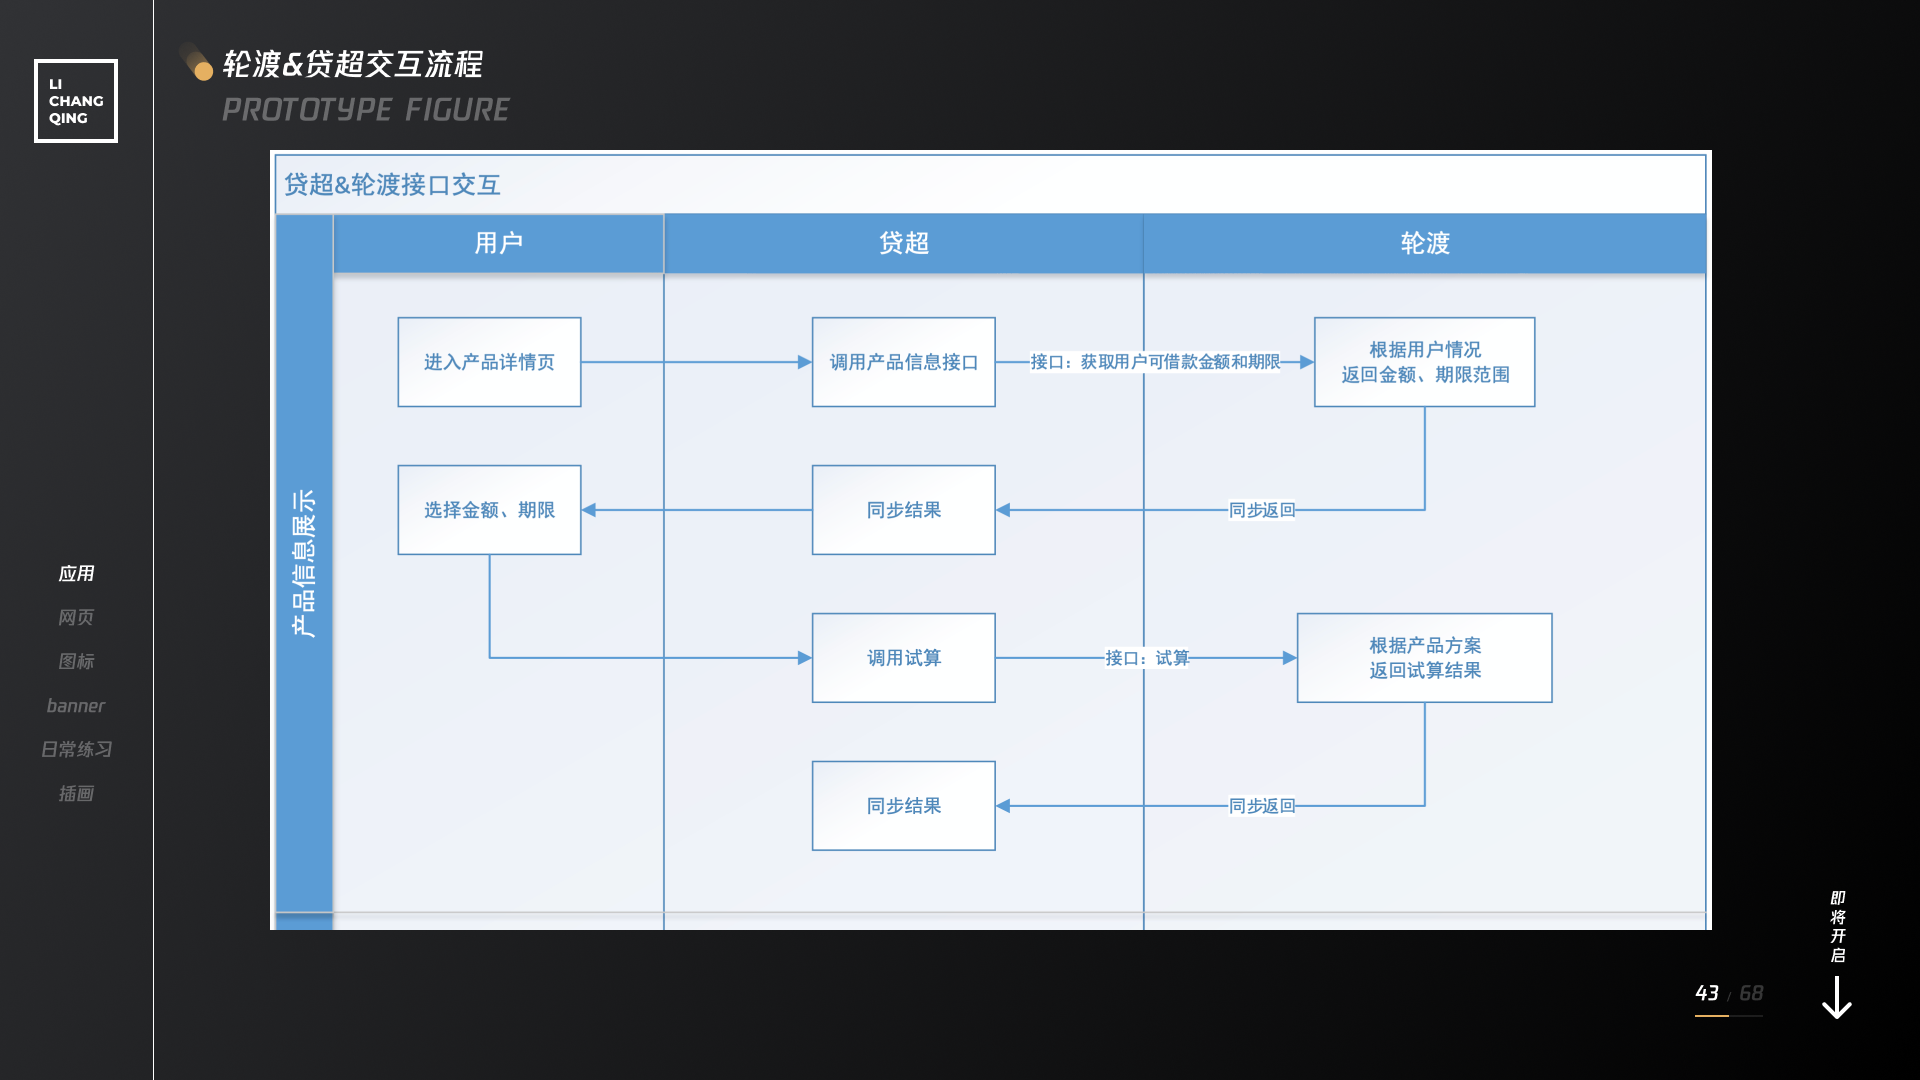 LI
CHANG
QING
轮渡&贷超交互流程
PROTOTYPE FIGURE
贷超&轮渡接口交互
用户
贷超
轮渡
产品信息展示
进入产品详情页
调用产品信息接口
接口：获取用户可借款金额和期限
根据用户情况
返回金额、期限范围
选择金额、期限
同步结果
同步返回
调用试算
接口：试算
根据产品方案
返回试算结果
同步结果
同步返回
应用
网页
图标
banner
日常练习
插画
即将开启
43 / 68